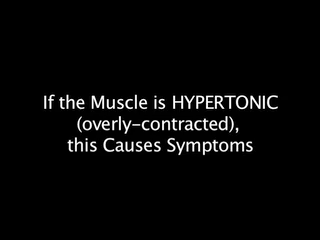 If the Muscle is HYPERTONIC
(overly-contracted),
this Causes Symptoms